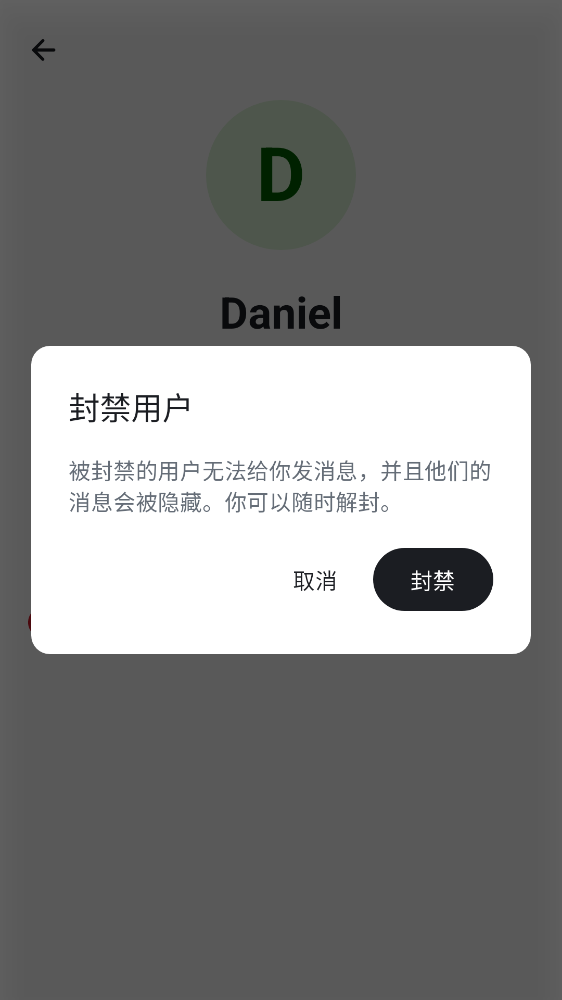 D
Daniel
封禁用户
被封禁的用户无法给你发消息，并且他们的
消息会被隐藏。你可以随时解封。
取消
封禁